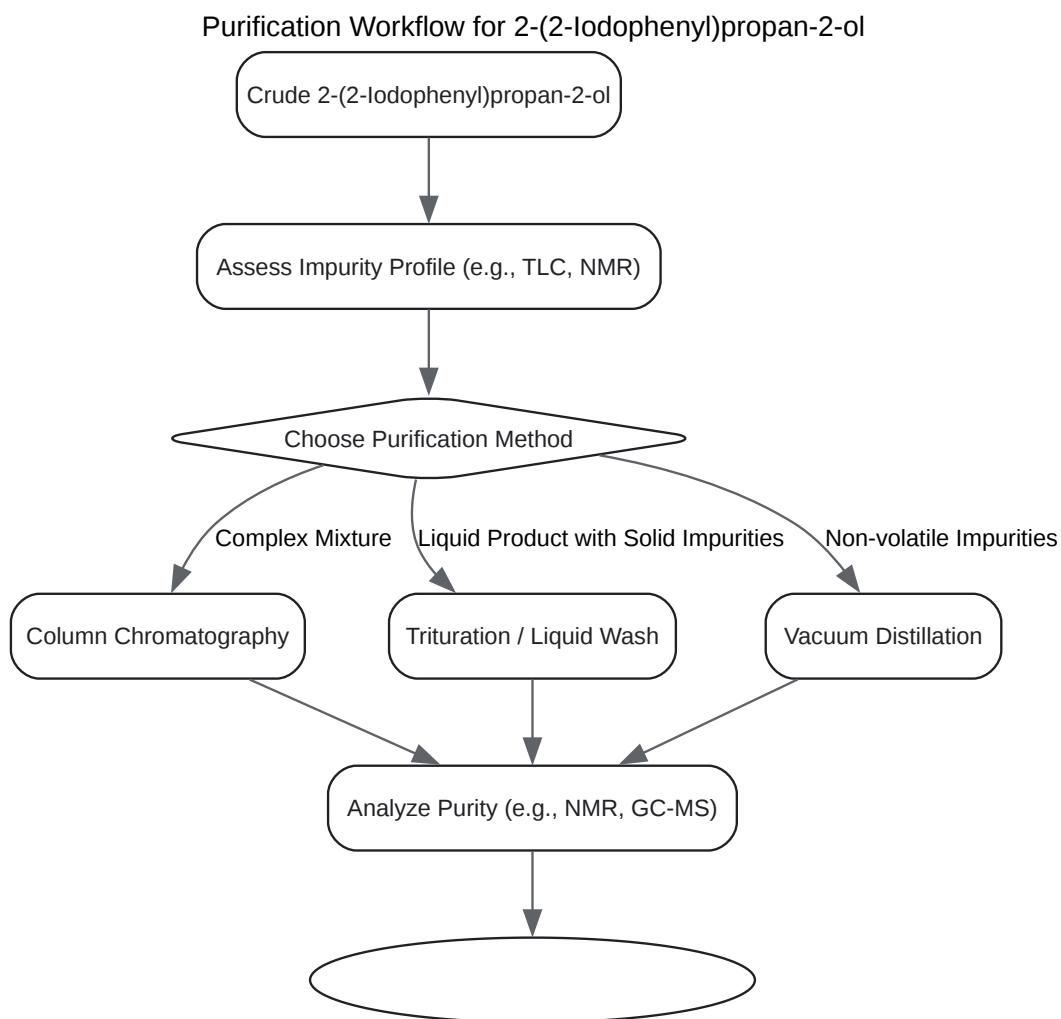 Purification Workflow for 2-(2-Iodophenyl)propan-2-ol
Crude 2-(2-Iodophenyl)propan-2-ol
Assess Impurity Profile (e.g., TLC, NMR)
Choose Purification Method
Complex Mixture
Liquid Product with Solid Impurities
Non-volatile Impurities
Column Chromatography
Trituration / Liquid Wash
Vacuum Distillation
Analyze Purity (e.g., NMR, GC-MS)